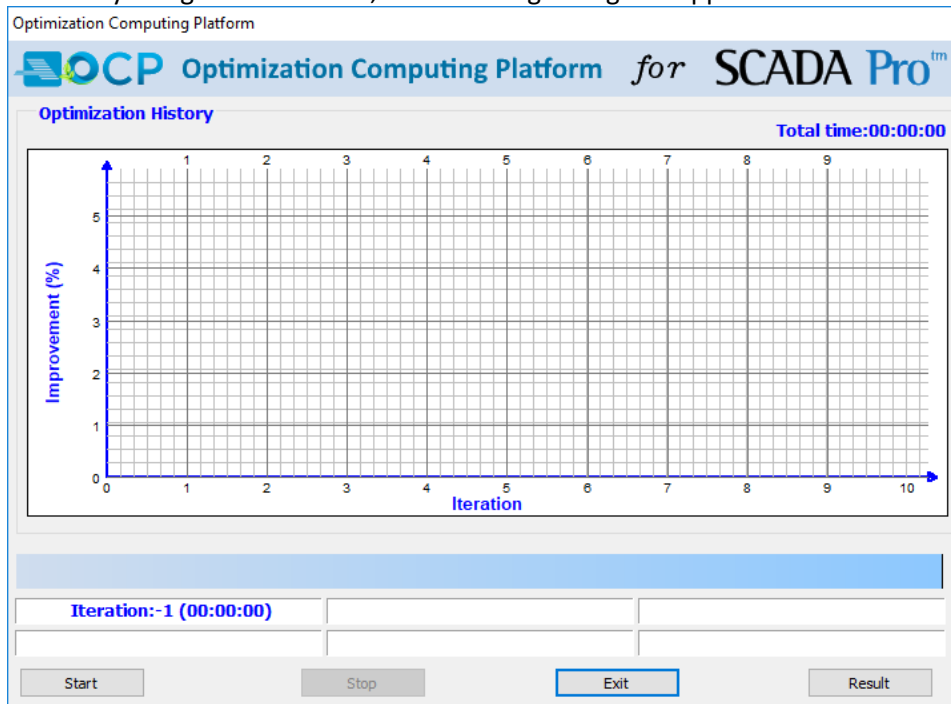 Optimization Computing Platform
OCP Optimization Computing Platform for SCADA Pro™
Optimization History
Total time:00:00:00
1 2 3 4 5 6 7 8 9
5
4
3
2
1
0
Improvement (%)
0 1 2 3 4 5 6 7 8 9 10
Iteration
Iteration:-1 (00:00:00)
Start Stop Exit Result